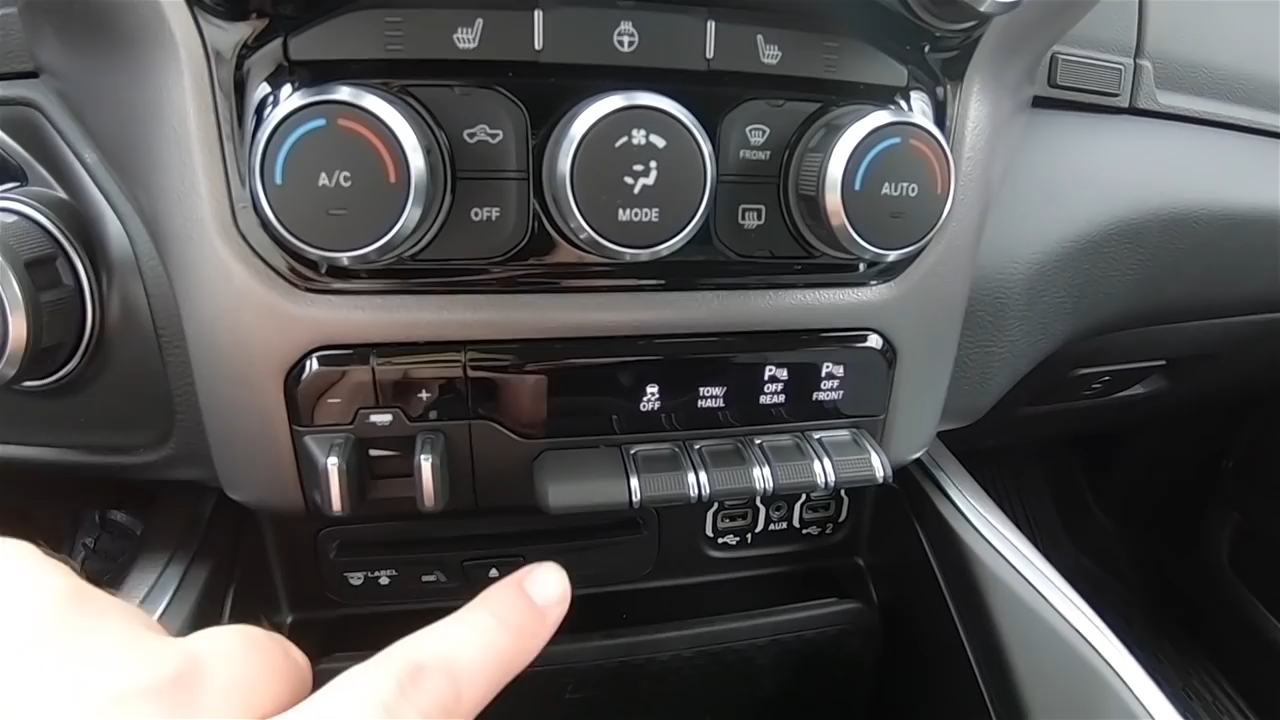 A/C
OFF
MODE
FRONT
AUTO
- +
OFF
TOW/
HAUL
P
OFF
REAR
P
OFF
FRONT
1
AUX
2
LABEL